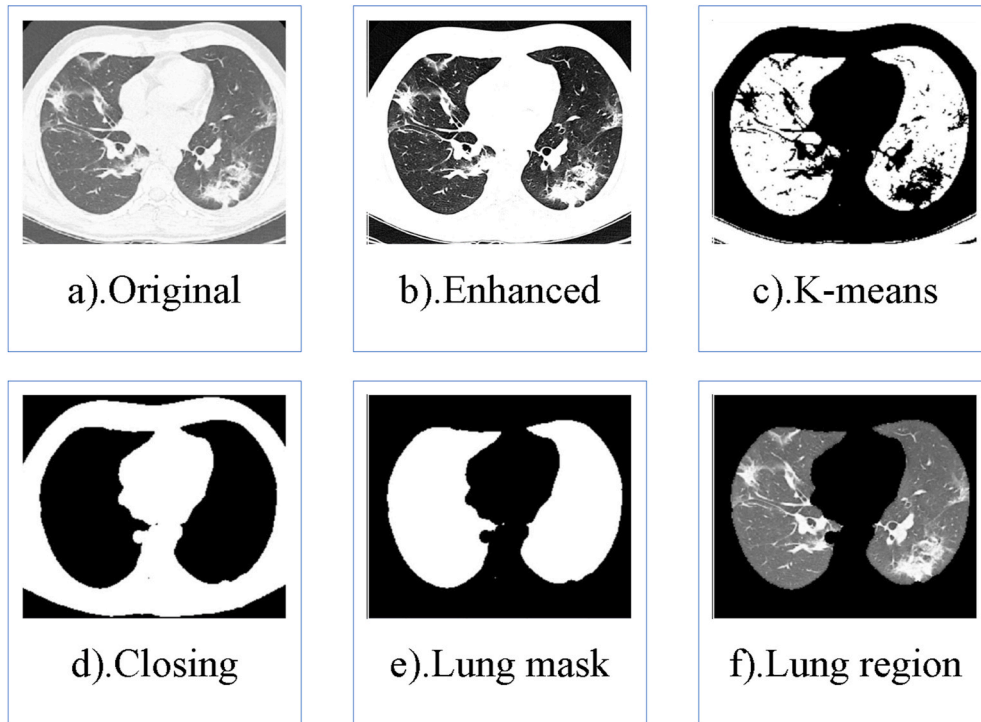 a).Original
b).Enhanced
c).K-means
d).Closing
e).Lung mask
f).Lung region